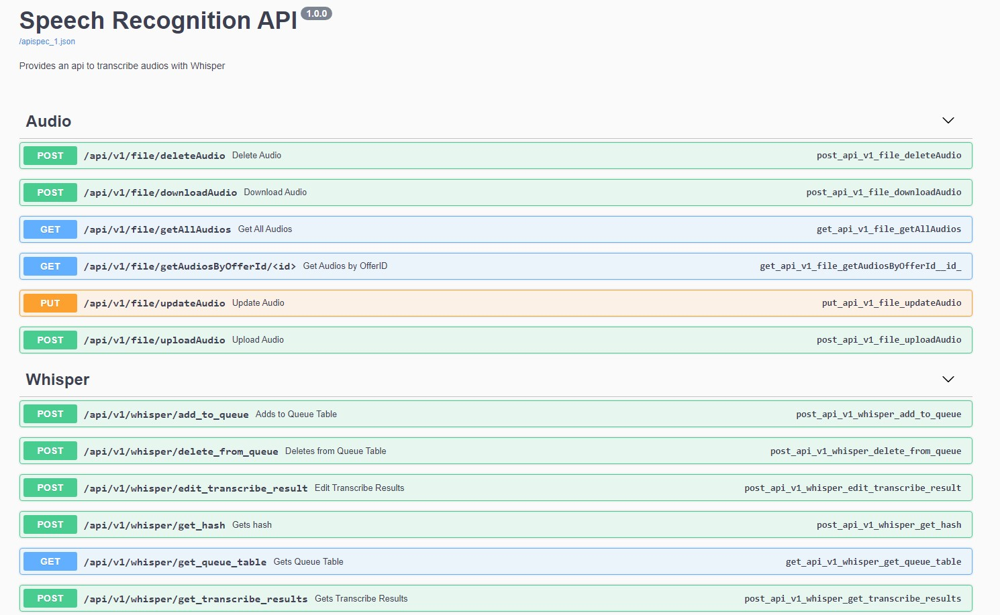 Speech Recognition API 1.0.0
/apispec_1.json
Provides an api to transcribe audios with Whisper
Audio
POST /api/v1/file/deleteAudio Delete Audio post_api_v1_file_deleteAudio
POST /api/v1/file/downloadAudio Download Audio post_api_v1_file_downloadAudio
GET /api/v1/file/getAllAudios Get All Audios get_api_v1_file_getAllAudios
GET /api/v1/file/getAudiosByOfferId/<id> Get Audios by OfferID get_api_v1_file_getAudiosByOfferId__id_
PUT /api/v1/file/updateAudio Update Audio put_api_v1_file_updateAudio
POST /api/v1/file/uploadAudio Upload Audio post_api_v1_file_uploadAudio
Whisper
POST /api/v1/whisper/add_to_queue Adds to Queue Table post_api_v1_whisper_add_to_queue
POST /api/v1/whisper/delete_from_queue Deletes from Queue Table post_api_v1_whisper_delete_from_queue
POST /api/v1/whisper/edit_transcribe_result Edit Transcribe Results post_api_v1_whisper_edit_transcribe_result
POST /api/v1/whisper/get_hash Gets hash post_api_v1_whisper_get_hash
GET /api/v1/whisper/get_queue_table Gets Queue Table get_api_v1_whisper_get_queue_table
POST /api/v1/whisper/get_transcribe_results Gets Transcribe Results post_api_v1_whisper_get_transcribe_results